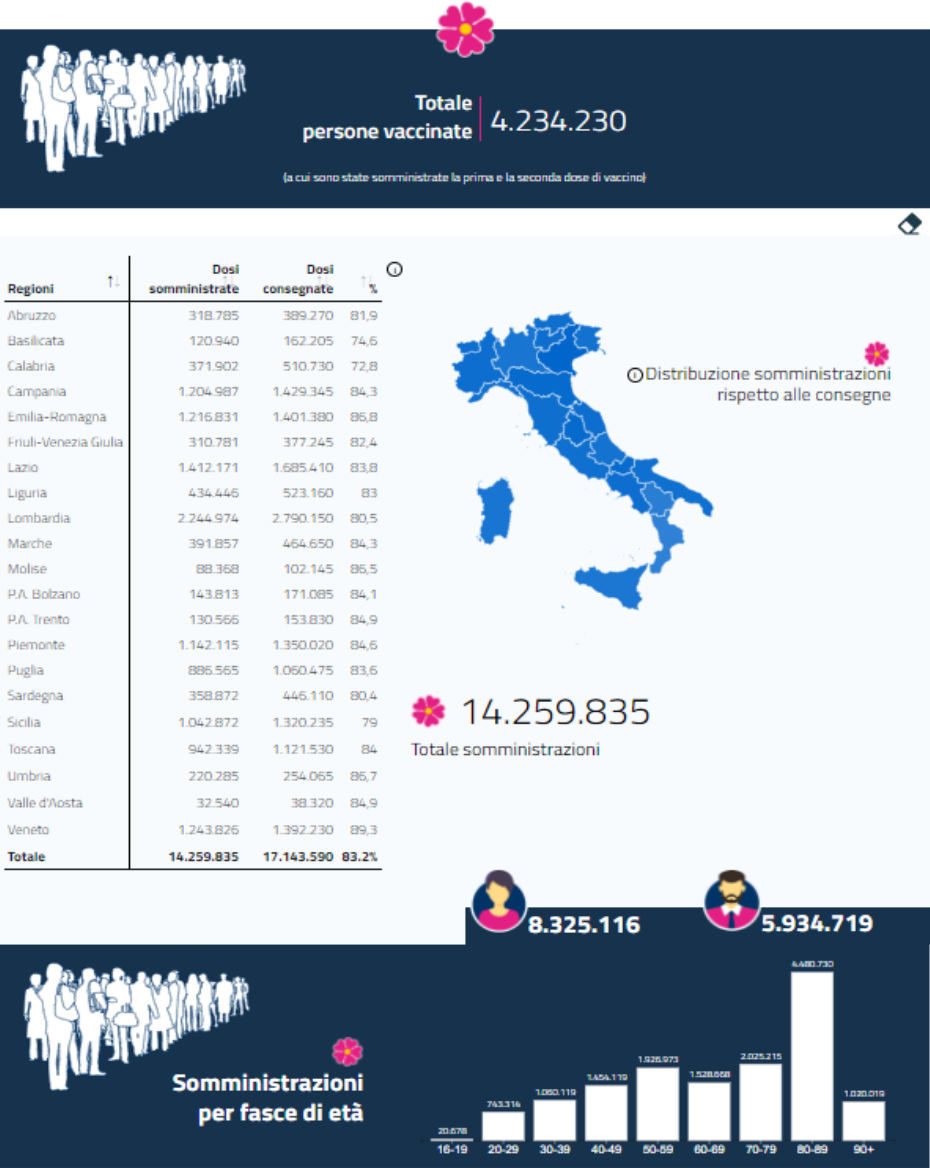 Totale
persone vaccinate
4.234.230
(a cui sono state somministrate la prima e la seconda dose di vaccino)
Regioni Dosi somministrate Dosi consegnate %
Abruzzo 318.785 389.270 81,9
Basilicata 120.940 162.205 74,6
Calabria 371.902 510.730 72,8
Campania 1.204.987 1.429.345 84,3
Emilia-Romagna 1.216.831 1.401.380 86,8
Friuli-Venezia Giulia 310.781 377.245 82,4
Lazio 1.412.171 1.685.410 83,8
Liguria 434.446 523.160 83
Lombardia 2.244.974 2.790.150 80,5
Marche 391.857 464.650 84,3
Molise 88.368 102.145 86,5
P.A. Bolzano 143.813 171.085 84,1
P.A. Trento 130.566 153.830 84,9
Piemonte 1.142.115 1.350.020 84,6
Puglia 886.565 1.060.475 83,6
Sardegna 358.872 446.110 80,4
Sicilia 1.042.872 1.320.235 79
Toscana 942.339 1.121.530 84
Umbria 220.285 254.065 86,7
Valle d'Aosta 32.540 38.320 84,9
Veneto 1.243.826 1.392.230 89,3
Totale 14.259.835 17.143.590 83.2%
Distribuzione somministrazioni
rispetto alle consegne
14.259.835
Totale somministrazioni
8.325.116 5.934.719
Somministrazioni
per fasce di età
20.678 743.314 1.060.119 1.454.119 1.926.973 1.528.668 2.025.215 4.480.730 1.020.019
16-19 20-29 30-39 40-49 50-59 60-69 70-79 80-89 90+